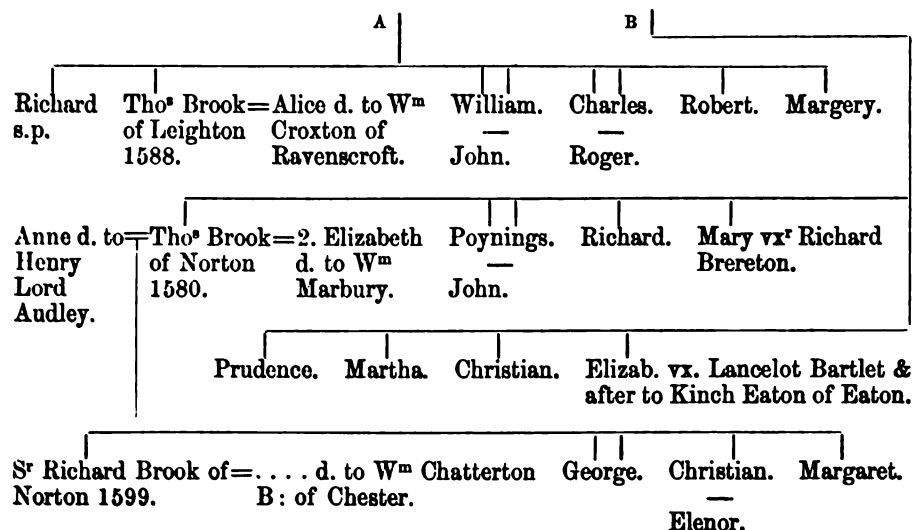 A B
Richard Thoˢ Brook=Alice d. to Wᵐ William. Charles. Robert. Margery.
s.p. of Leighton Croxton of — —
1588. Ravenscroft. John. Roger.
Anne d. to=Thoˢ Brook=2. Elizabeth Poynings. Richard. Mary vxʳ Richard
Henry of Norton d. to Wᵐ — Brereton.
Lord 1580. Marbury. John.
Audley.
Prudence. Martha. Christian. Elizab. vx. Lancelot Bartlet &
after to Kinch Eaton of Eaton.
Sʳ Richard Brook of=.... d. to Wᵐ Chatterton George. Christian. Margaret.
Norton 1599. B: of Chester. —
Elenor.